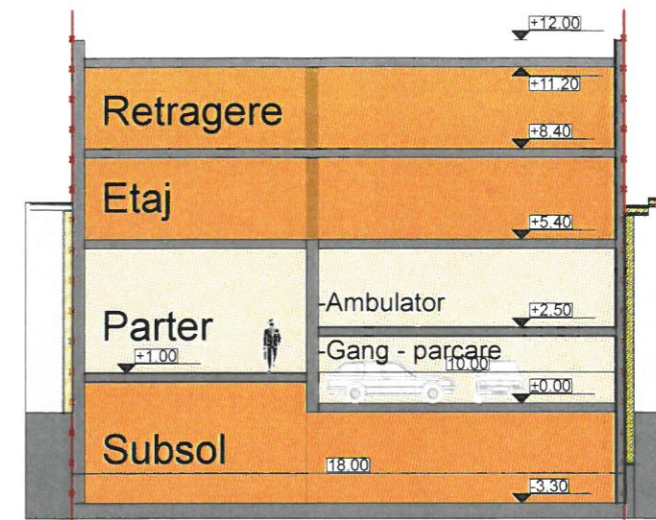 +12.00
+11.20
Retragere
+8.40
Etaj
+5.40
-Ambulator
+2.50
Parter
-Gang - parcare
+1.00
10.00
+0.00
Subsol
18.00
-3.30